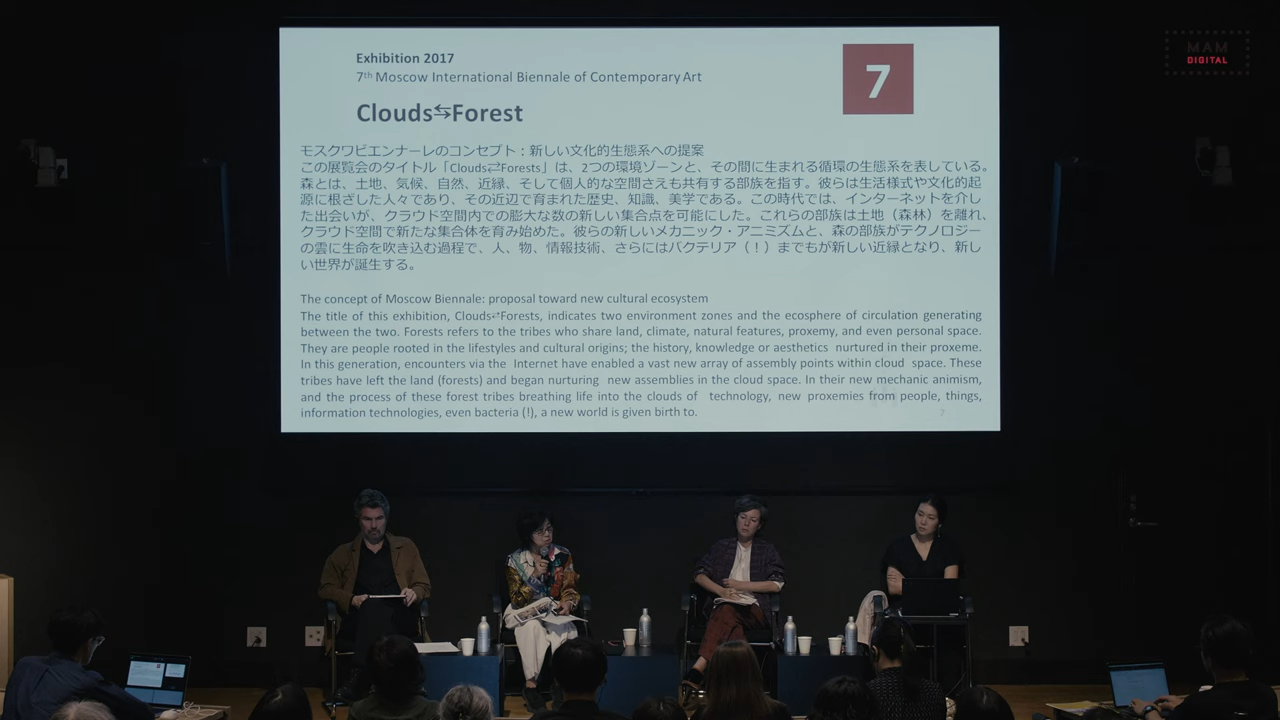 Exhibition 2017
7th Moscow International Biennale of Contemporary Art
7
Clouds⇆Forest
モスクワビエンナーレのコンセプト：新しい文化的生態系への提案
この展覧会のタイトル「Clouds⇄Forests」は、2つの環境ゾーンと、その間に生まれる循環の生態系を表している。
森とは、土地、気候、自然、近縁、そして個人的な空間さえも共有する部族を指す。彼らは生活様式や文化的起
源に根ざした人々であり、その近辺で育まれた歴史、知識、美学である。この時代では、インターネットを介し
た出会いが、クラウド空間内での膨大な数の新しい集合点を可能にした。これらの部族は土地（森林）を離れ、
クラウド空間で新たな集合体を育み始めた。彼らの新しいメカニック・アニミズムと、森の部族がテクノロジー
の雲に生命を吹き込む過程で、人、物、情報技術、さらにはバクテリア（！）までもが新しい近縁となり、新し
い世界が誕生する。
The concept of Moscow Biennale: proposal toward new cultural ecosystem
The title of this exhibition, Clouds⇄Forests, indicates two environment zones and the ecosphere of circulation generating
between the two. Forests refers to the tribes who share land, climate, natural features, proxemy, and even personal space.
They are people rooted in the lifestyles and cultural origins; the history, knowledge or aesthetics nurtured in their proxeme.
In this generation, encounters via the Internet have enabled a vast new array of assembly points within cloud space. These
tribes have left the land (forests) and began nurturing new assemblies in the cloud space. In their new mechanic animism,
and the process of these forest tribes breathing life into the clouds of technology, new proxemies from people, things,
information technologies, even bacteria (!), a new world is given birth to.
7
MAM
DIGITAL